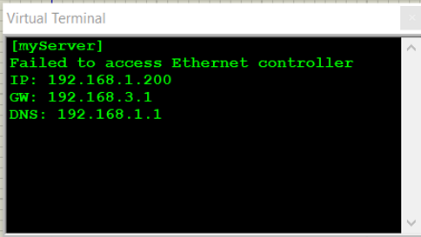 Virtual Terminal
[myServer]
Failed to access Ethernet controller
IP: 192.168.1.200
GW: 192.168.3.1
DNS: 192.168.1.1